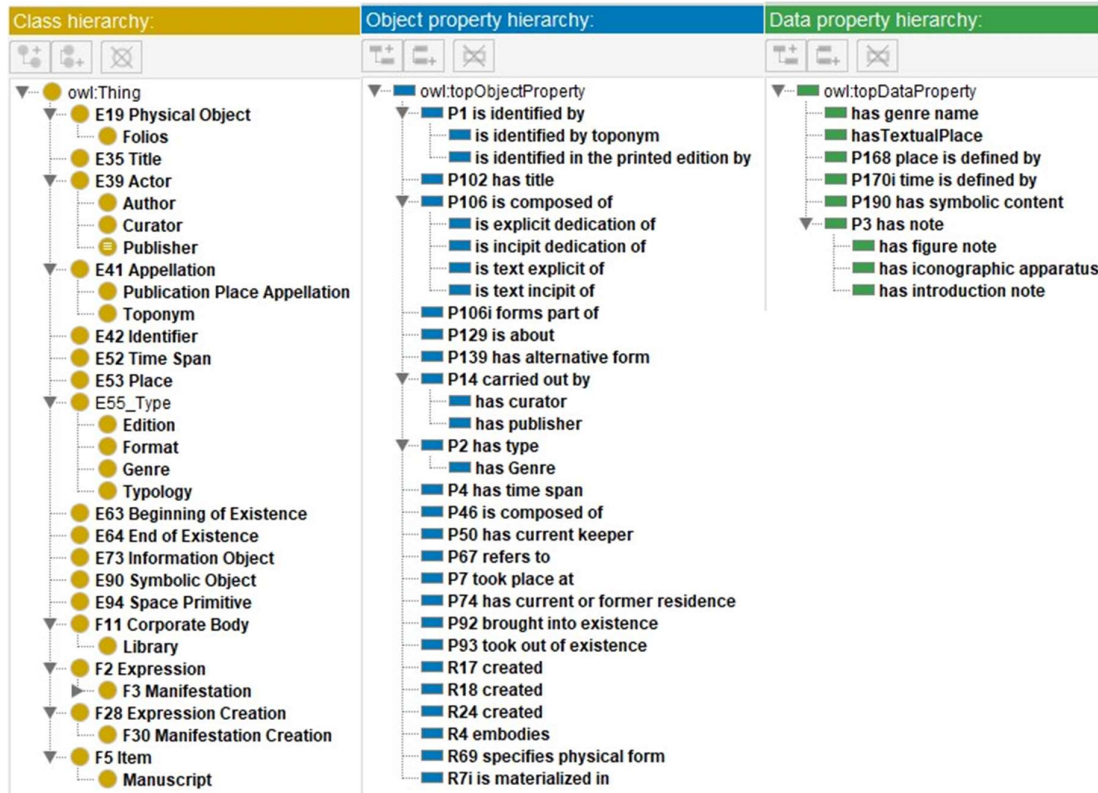 Class hierarchy:
owl:Thing
E19 Physical Object
Folios
E35 Title
E39 Actor
Author
Curator
Publisher
E41 Appellation
Publication Place Appellation
Toponym
E42 Identifier
E52 Time Span
E53 Place
E55_Type
Edition
Format
Genre
Typology
E63 Beginning of Existence
E64 End of Existence
E73 Information Object
E90 Symbolic Object
E94 Space Primitive
F11 Corporate Body
Library
F2 Expression
F3 Manifestation
F28 Expression Creation
F30 Manifestation Creation
F5 Item
Manuscript
Object property hierarchy:
owl:topObjectProperty
P1 is identified by
is identified by toponym
is identified in the printed edition by
P102 has title
P106 is composed of
is explicit dedication of
is incipit dedication of
is text explicit of
is text incipit of
P106i forms part of
P129 is about
P139 has alternative form
P14 carried out by
has curator
has publisher
P2 has type
has Genre
P4 has time span
P46 is composed of
P50 has current keeper
P67 refers to
P7 took place at
P74 has current or former residence
P92 brought into existence
P93 took out of existence
R17 created
R18 created
R24 created
R4 embodies
R69 specifies physical form
R7i is materialized in
Data property hierarchy:
owl:topDataProperty
has genre name
hasTextualPlace
P168 place is defined by
P170i time is defined by
P190 has symbolic content
P3 has note
has figure note
has iconographic apparatus
has introduction note